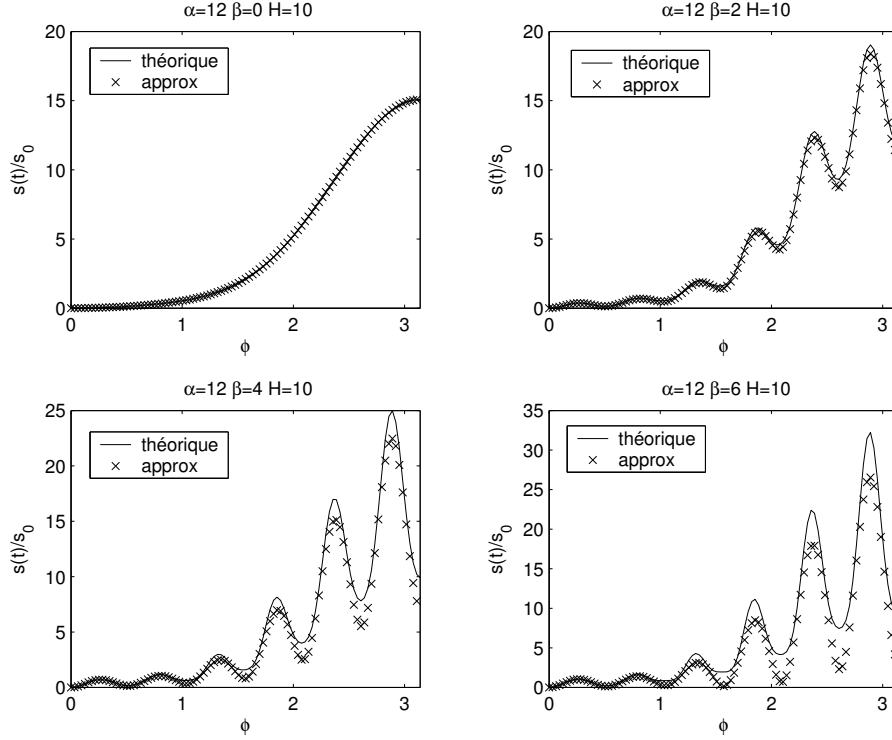 α=12 β=0 H=10
20
15
10
5
0
s(t)/s0
théorique
approx
0 1 2 3
ϕ
α=12 β=2 H=10
20
15
10
5
0
s(t)/s0
théorique
approx
0 1 2 3
ϕ
α=12 β=4 H=10
25
20
15
10
5
0
s(t)/s0
théorique
approx
0 1 2 3
ϕ
α=12 β=6 H=10
35
30
25
20
15
10
5
0
s(t)/s0
théorique
approx
0 1 2 3
ϕ